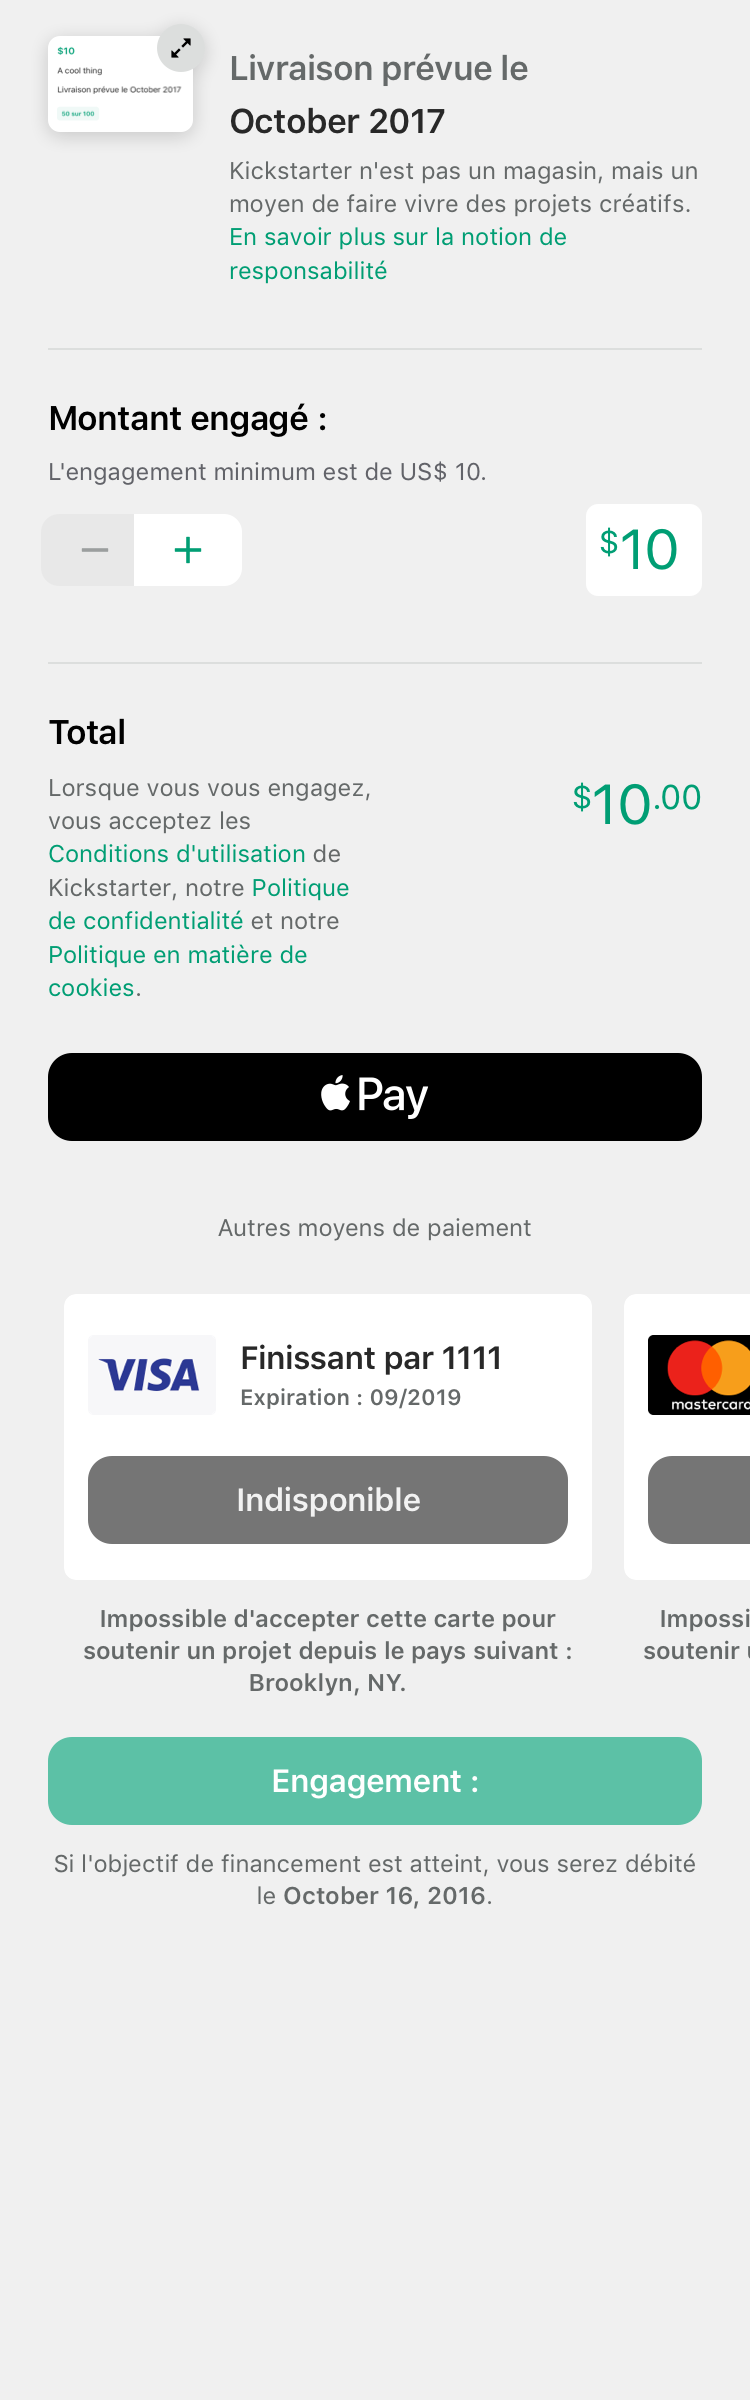 $10
A cool thing
Livraison prévue le October 2017
50 sur 100
Livraison prévue le
October 2017
Kickstarter n'est pas un magasin, mais un
moyen de faire vivre des projets créatifs.
En savoir plus sur la notion de
responsabilité
Montant engagé :
L'engagement minimum est de US$ 10.
− +
$10
Total
Lorsque vous vous engagez,
vous acceptez les
Conditions d'utilisation de
Kickstarter, notre Politique
de confidentialité et notre
Politique en matière de
cookies.
$10.00
Pay
Autres moyens de paiement
VISA
Finissant par 1111
Expiration : 09/2019
Indisponible
Impossible d'accepter cette carte pour
soutenir un projet depuis le pays suivant :
Brooklyn, NY.
mastercard
Impossi
soutenir
Engagement :
Si l'objectif de financement est atteint, vous serez débité
le October 16, 2016.